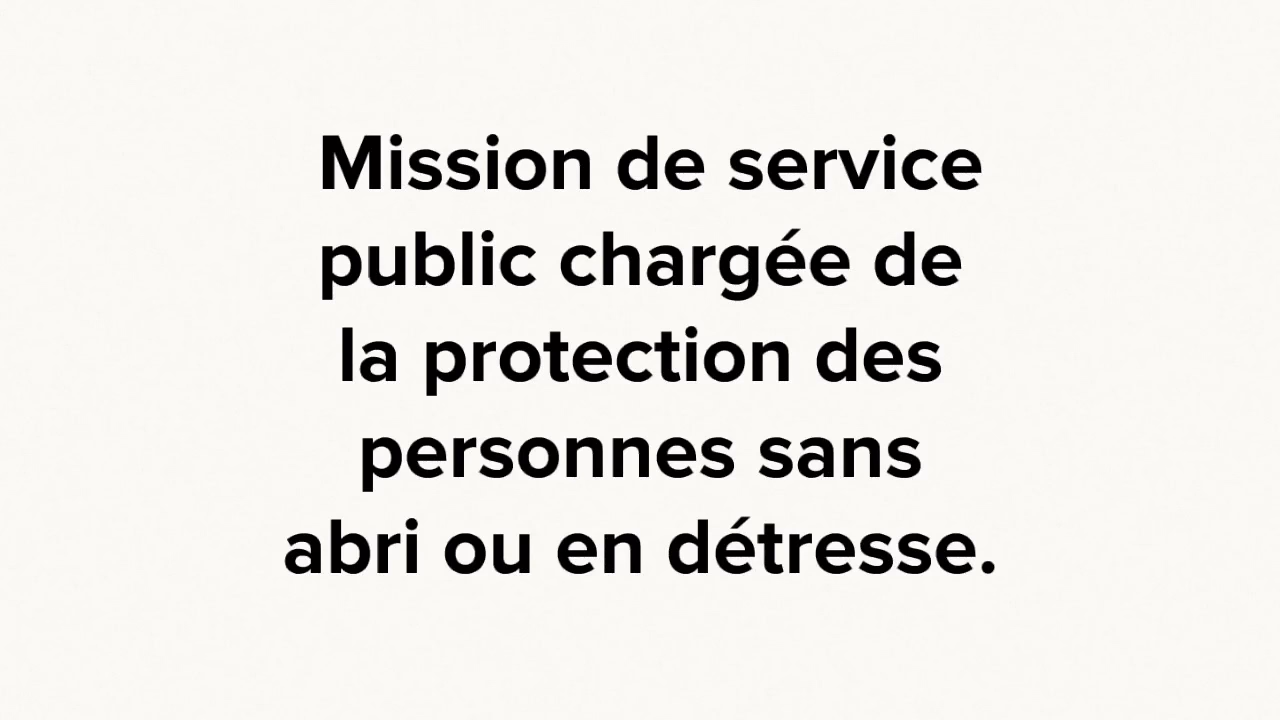 Mission de service
public chargée de
la protection des
personnes sans
abri ou en détresse.